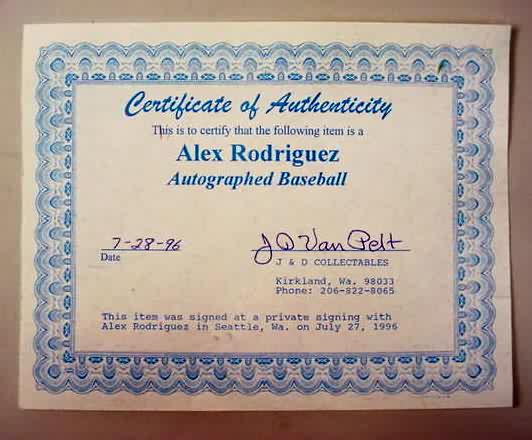 Certificate of Authenticity
This is to certify that the following item is a
Alex Rodriguez
Autographed Baseball
7-28-96
Date
J D Van Pelt
J & D COLLECTABLES
Kirkland, Wa. 98033
Phone: 206-822-8065
This item was signed at a private signing with
Alex Rodriguez in Seattle, Wa. on July 27, 1996